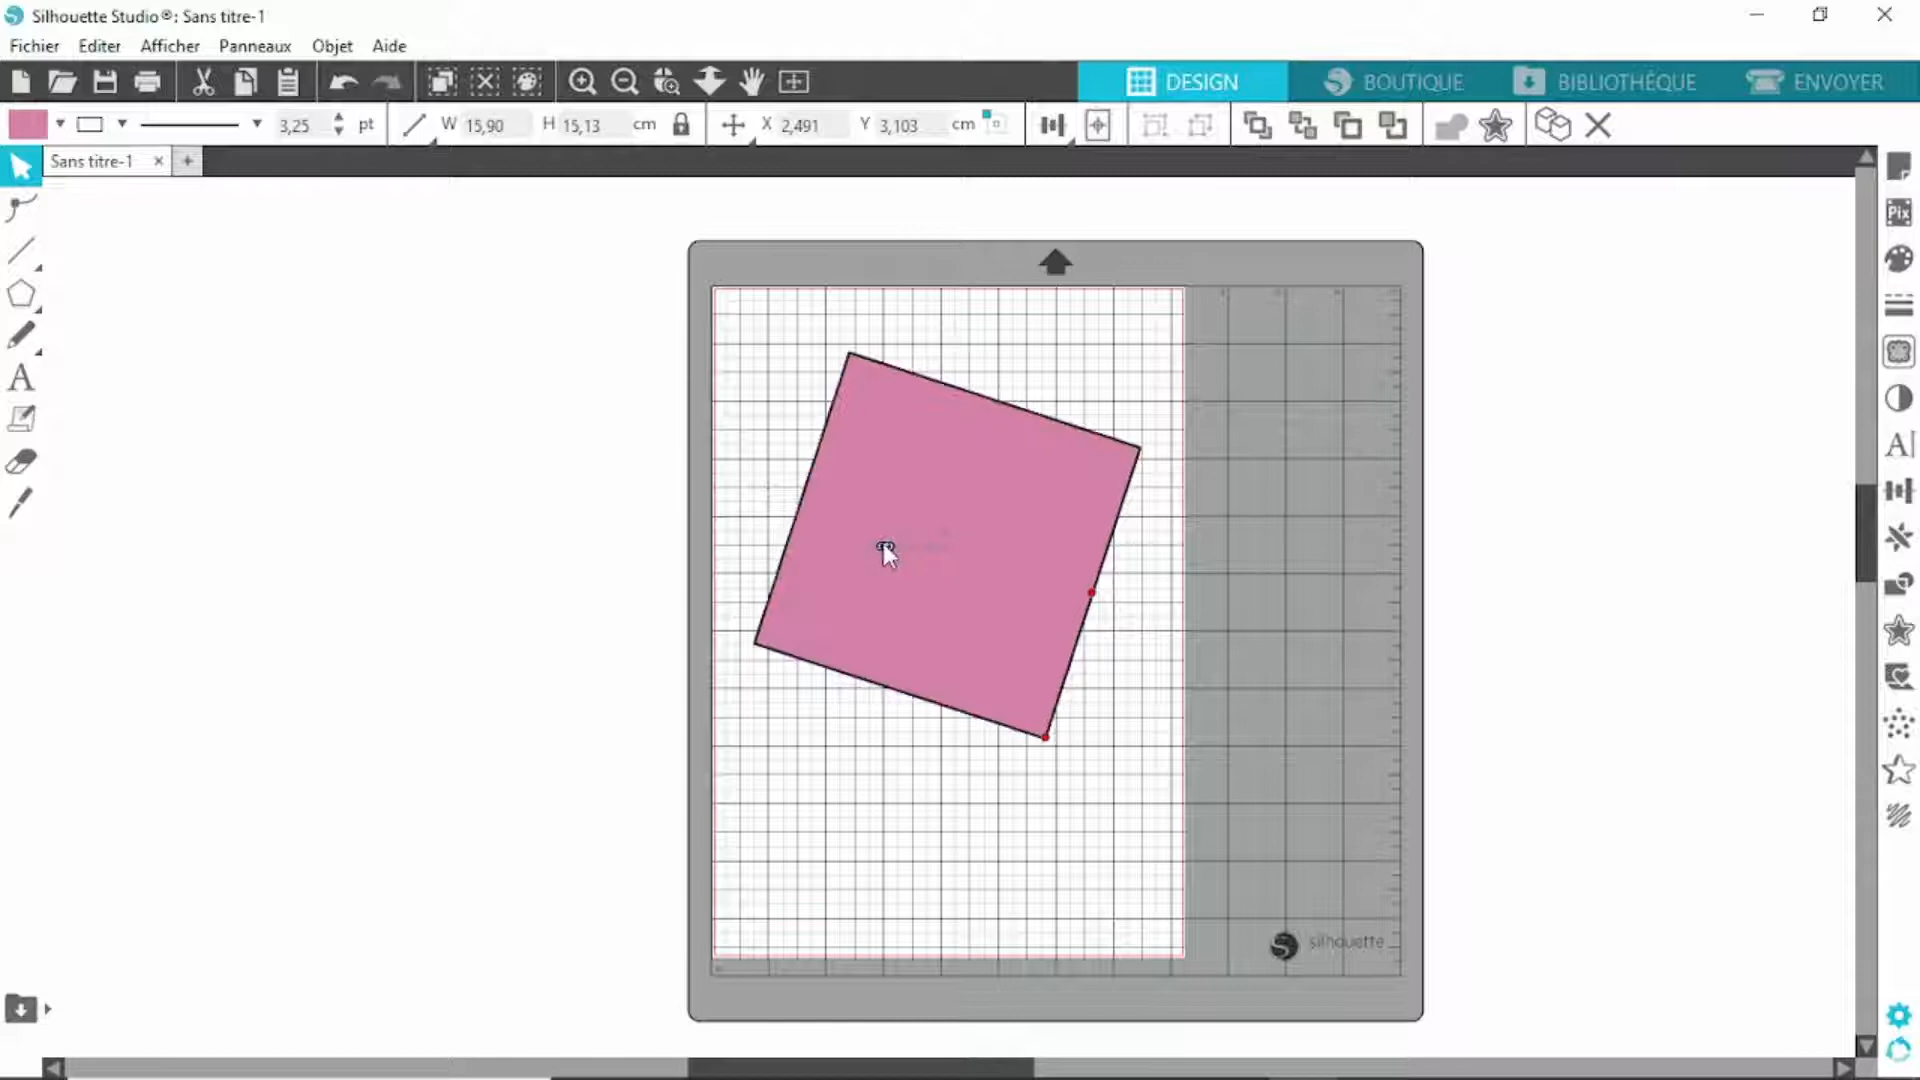 Silhouette Studio®: Sans titre-1
Fichier Editer Afficher Panneaux Objet Aide
DESIGN BOUTIQUE BIBLIOTHÈQUE ENVOYER
3,25 pt W 15,90 H 15,13 cm X 2,491 Y 3,103 cm
Sans titre-1
Pix
A
A
silhouette